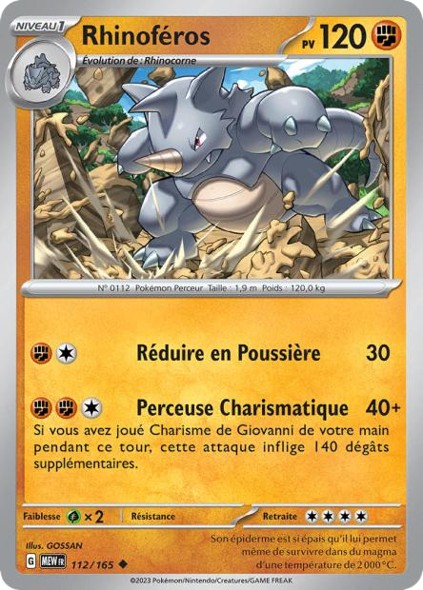 NIVEAU 1
Rhinoféros
PV 120
Évolution de : Rhinocorne
N° 0112 Pokémon Perceur Taille : 1,9 m Poids : 120,0 kg
Réduire en Poussière 30
Perceuse Charismatique 40+
Si vous avez joué Charisme de Giovanni de votre main
pendant ce tour, cette attaque inflige 140 dégâts
supplémentaires.
Faiblesse × 2 Résistance Retraite
Illus. GOSSAN
G MEW FR 112/165
Son épiderme est si épais qu'il lui permet
même de survivre dans du magma
d'une température de 2 000 °C.
©2023 Pokémon/Nintendo/Creatures/GAME FREAK